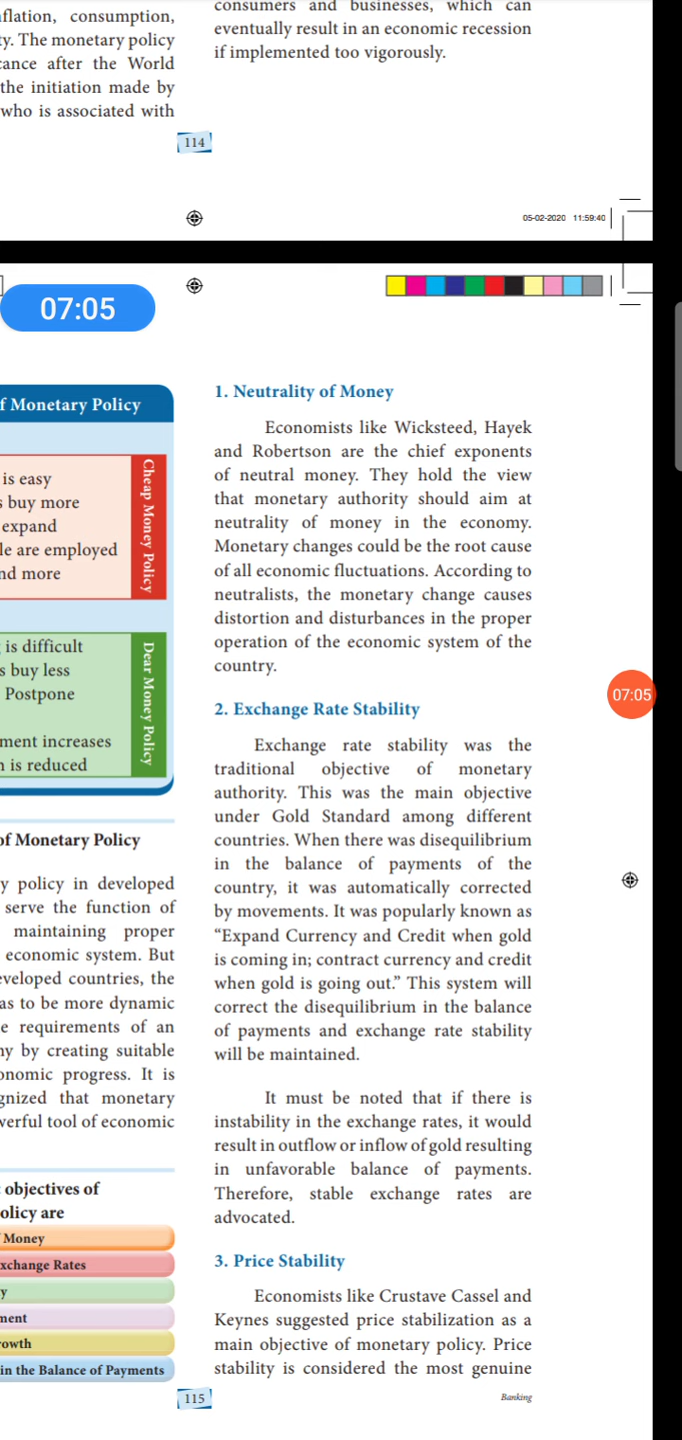 flation, consumption,
ty. The monetary policy
cance after the World
the initiation made by
who is associated with
consumers and businesses, which can
eventually result in an economic recession
if implemented too vigorously.
114
05-02-2020 11:59:40
07:05
f Monetary Policy
is easy
s buy more
expand
le are employed
nd more
Cheap Money Policy
is difficult
s buy less
Postpone
ment increases
n is reduced
Dear Money Policy
of Monetary Policy
y policy in developed
serve the function of
maintaining proper
economic system. But
eveloped countries, the
as to be more dynamic
e requirements of an
ny by creating suitable
onomic progress. It is
gnized that monetary
werful tool of economic
objectives of
olicy are
Money
xchange Rates
y
ment
rowth
in the Balance of Payments
1. Neutrality of Money
Economists like Wicksteed, Hayek
and Robertson are the chief exponents
of neutral money. They hold the view
that monetary authority should aim at
neutrality of money in the economy.
Monetary changes could be the root cause
of all economic fluctuations. According to
neutralists, the monetary change causes
distortion and disturbances in the proper
operation of the economic system of the
country.
2. Exchange Rate Stability
Exchange rate stability was the
traditional objective of monetary
authority. This was the main objective
under Gold Standard among different
countries. When there was disequilibrium
in the balance of payments of the
country, it was automatically corrected
by movements. It was popularly known as
“Expand Currency and Credit when gold
is coming in; contract currency and credit
when gold is going out.” This system will
correct the disequilibrium in the balance
of payments and exchange rate stability
will be maintained.
It must be noted that if there is
instability in the exchange rates, it would
result in outflow or inflow of gold resulting
in unfavorable balance of payments.
Therefore, stable exchange rates are
advocated.
3. Price Stability
Economists like Crustave Cassel and
Keynes suggested price stabilization as a
main objective of monetary policy. Price
stability is considered the most genuine
07:05
115
Banking